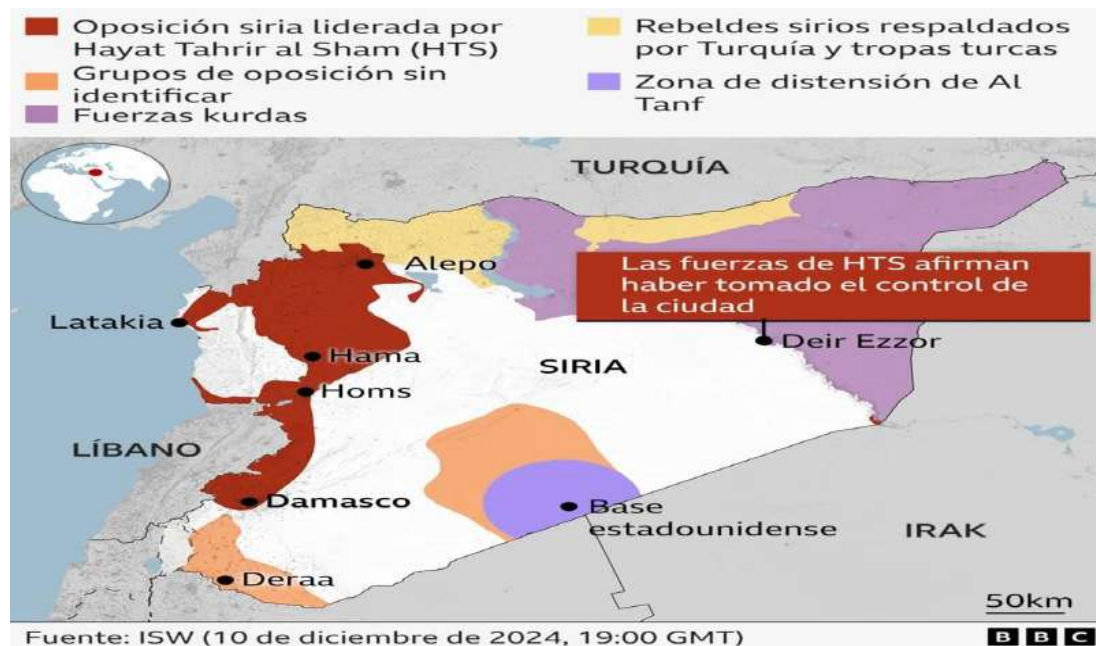 Oposición siria liderada por
Hayat Tahrir al Sham (HTS)
Grupos de oposición sin
identificar
Fuerzas kurdas
Rebeldes sirios respaldados
por Turquía y tropas turcas
Zona de distensión de Al
Tanf
TURQUÍA
Alepo
Las fuerzas de HTS afirman
haber tomado el control de
la ciudad
Latakia
Deir Ezzor
Hama
SIRIA
Homs
LÍBANO
Damasco
Base
estadounidense
IRAK
Deraa
50km
Fuente: ISW (10 de diciembre de 2024, 19:00 GMT)
BBC